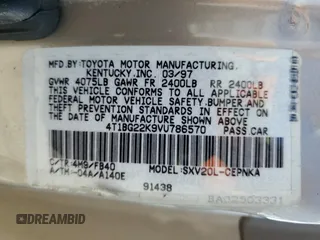 MFD BY TOYOTA MOTOR MANUFACTURING,
KENTUCKY,INC. 03/97
GVWR 4075LB GAWR FR 2400LB RR 2400LB
THIS VEHICLE CONFORMS TO ALL APPLICABLE
FEDERAL MOTOR VEHICLE SAFETY, BUMPER,
AND THEFT PREVENTION STANDARDS IN EFFECT ON
THE DATE OF MANUFACTURE SHOWN ABOVE.
4T1BG22K9VU786570 PASS CAR
C/TR:4M9/FB40 MODEL:SXV20L-CEPNKA
A/TM:-04A/A140E
91438
DREAMBID